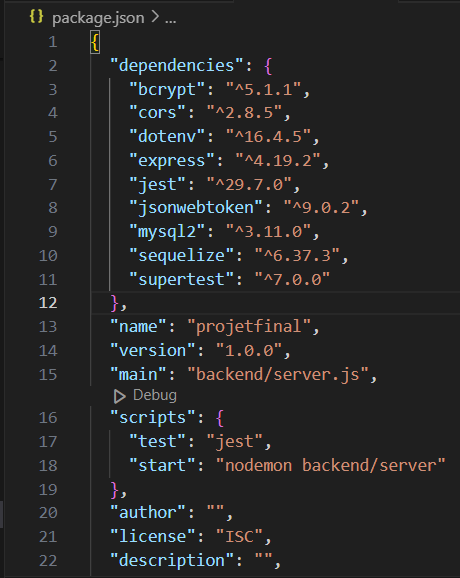 {} package.json > ...
1 {
2 "dependencies": {
3 "bcrypt": "^5.1.1",
4 "cors": "^2.8.5",
5 "dotenv": "^16.4.5",
6 "express": "^4.19.2",
7 "jest": "^29.7.0",
8 "jsonwebtoken": "^9.0.2",
9 "mysql2": "^3.11.0",
10 "sequelize": "^6.37.3",
11 "supertest": "^7.0.0"
12 },
13 "name": "projetfinal",
14 "version": "1.0.0",
15 "main": "backend/server.js",
Debug
16 "scripts": {
17 "test": "jest",
18 "start": "nodemon backend/server"
19 },
20 "author": "",
21 "license": "ISC",
22 "description": "",